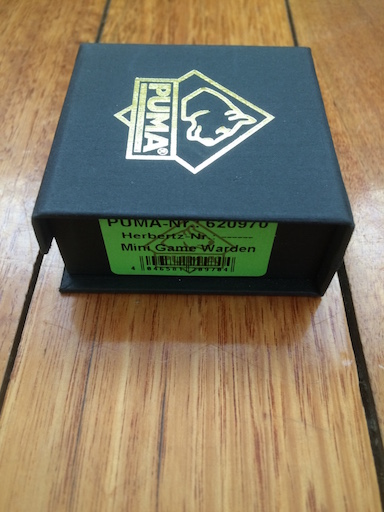 PUMA®
PUMA-Nr. 620970
Herbertz-Nr.
Mini Game Warden